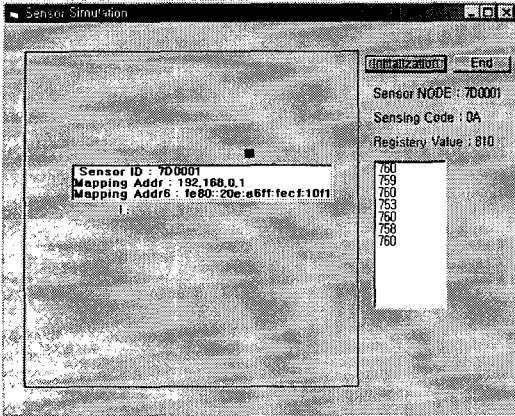 Sensor Simulation
Initialization
End
Sensor NODE : 7D0001
Sensing Code : 0A
Registery Value : 810
Sensor ID : 7D0001
Mapping Addr : 192,168,0,1
Mapping Addr6 : fe80::20e:a6ff:fecf:10f1
760
759
760
753
760
758
760